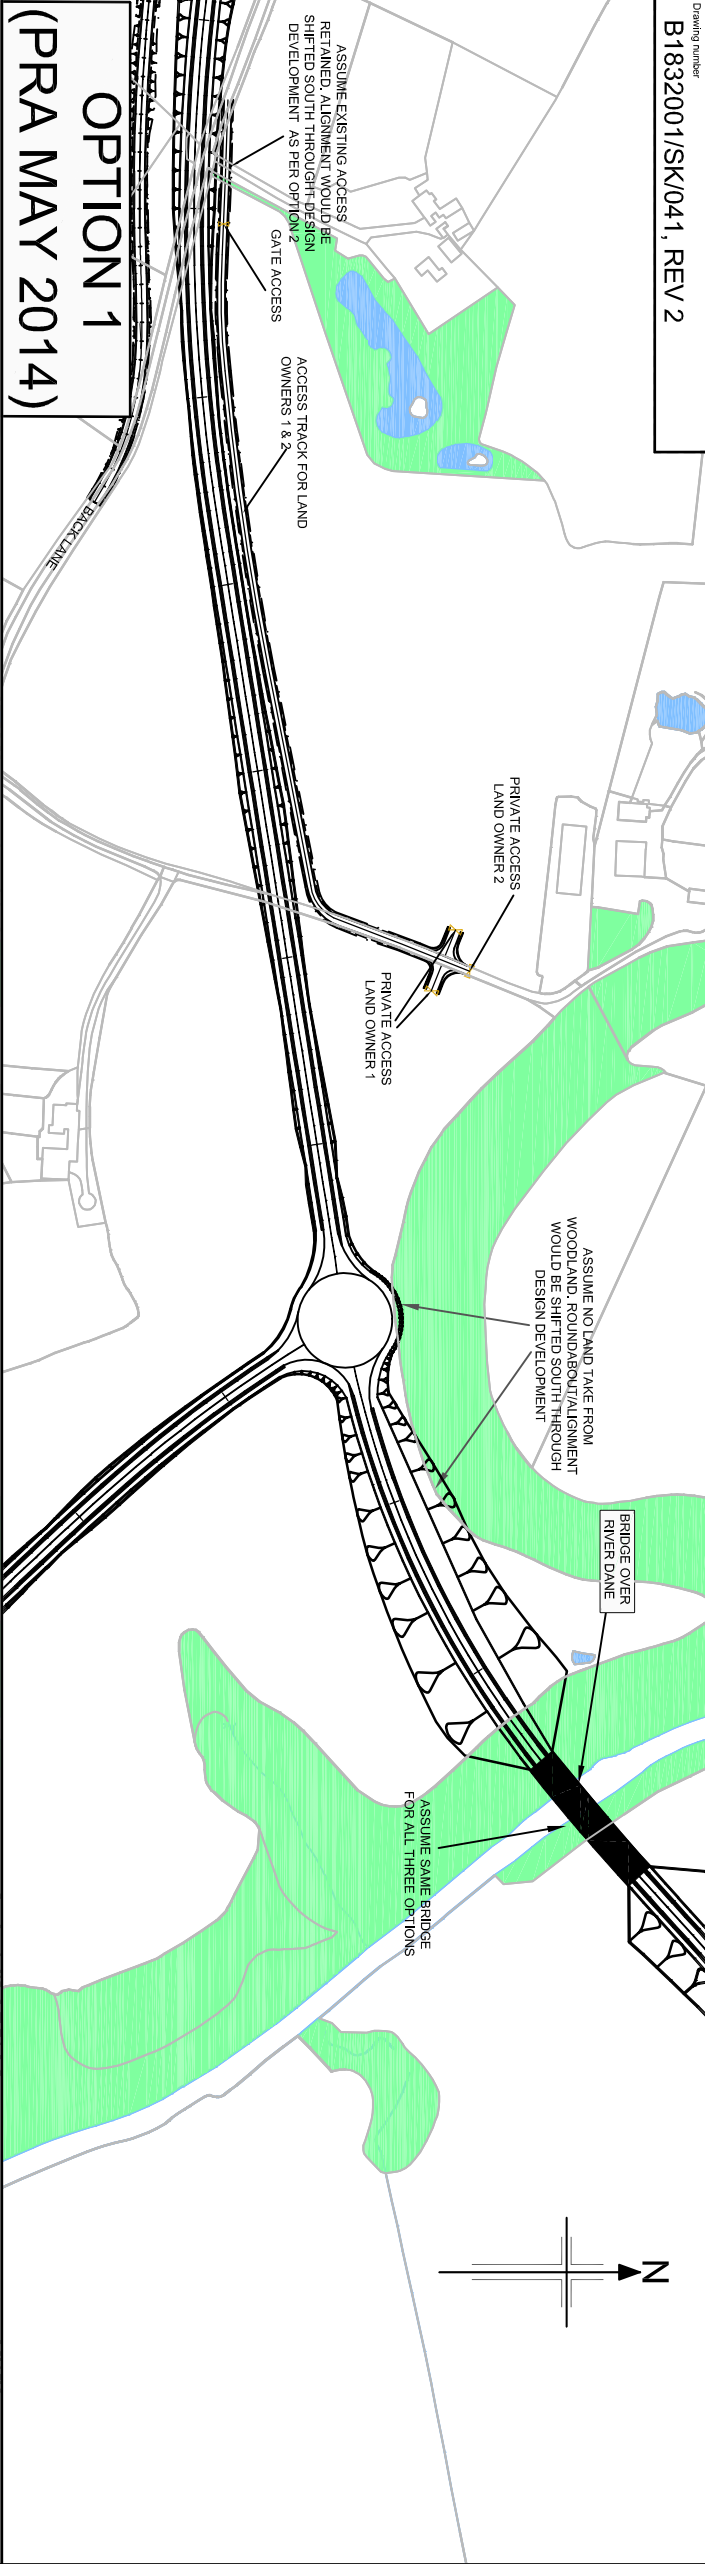 Drawing number
B1832001/SK/041, REV 2
ASSUME EXISTING ACCESS
RETAINED. ALIGNMENT WOULD BE
SHIFTED SOUTH THROUGHT DESIGN
DEVELOPMENT AS PER OPTION 2
GATE ACCESS
ACCESS TRACK FOR LAND
OWNERS 1 & 2
BACK LANE
OPTION 1
(PRA MAY 2014)
PRIVATE ACCESS
LAND OWNER 2
PRIVATE ACCESS
LAND OWNER 1
ASSUME NO LAND TAKE FROM
WOODLAND. ROUNDABOUT/ALIGNMENT
WOULD BE SHIFTED SOUTH THROUGH
DESIGN DEVELOPMENT
BRIDGE OVER
RIVER DANE
ASSUME SAME BRIDGE
FOR ALL THREE OPTIONS
N